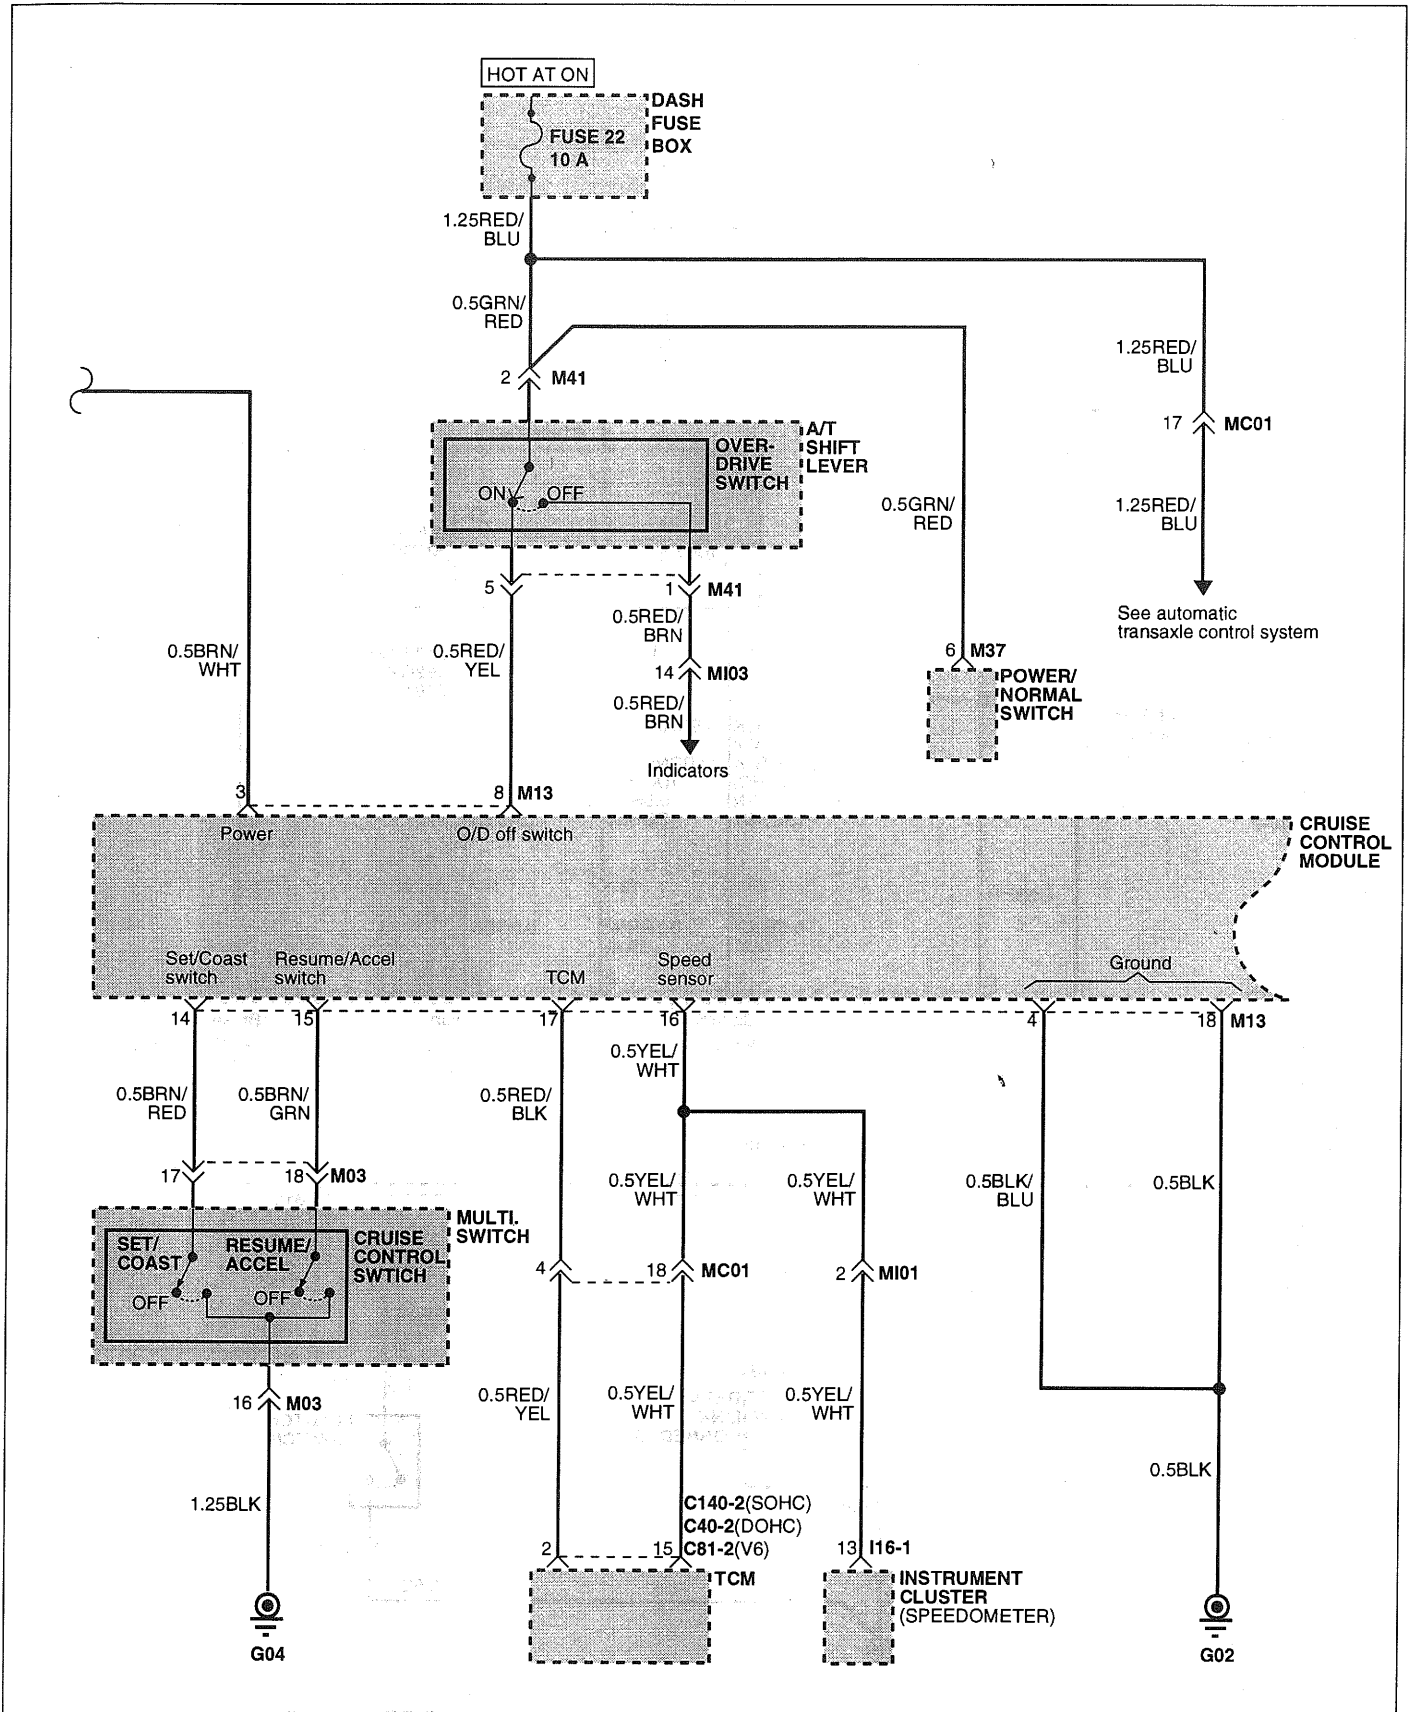 HOT AT ON
DASH
FUSE
BOX
FUSE 22
10 A
1.25RED/
BLU
0.5GRN/
RED
2 M41
1.25RED/
BLU
17 MC01
A/T
SHIFT
LEVER
OVER-
DRIVE
SWITCH
ON OFF
0.5GRN/
RED
1.25RED/
BLU
5
1 M41
See automatic
transaxle control system
0.5BRN/
WHT
0.5RED/
YEL
0.5RED/
BRN
14 MI03
0.5RED/
BRN
Indicators
6 M37
POWER/
NORMAL
SWITCH
3
8 M13
Power
O/D off switch
CRUISE
CONTROL
MODULE
Set/Coast
switch
Resume/Accel
switch
TCM
Speed
sensor
Ground
14
15
17
16
4
18 M13
0.5YEL/
WHT
0.5BRN/
RED
0.5BRN/
GRN
0.5RED/
BLK
17
18 M03
0.5YEL/
WHT
0.5YEL/
WHT
0.5BLK/
BLU
0.5BLK
MULTI.
SWITCH
SET/
COAST
RESUME/
ACCEL
CRUISE
CONTROL
SWTICH
OFF
OFF
4
18 MC01
2 MI01
16 M03
0.5RED/
YEL
0.5YEL/
WHT
0.5YEL/
WHT
0.5BLK
1.25BLK
C140-2(SOHC)
C40-2(DOHC)
C81-2(V6)
2
15
13 I16-1
TCM
INSTRUMENT
CLUSTER
(SPEEDOMETER)
G04
G02